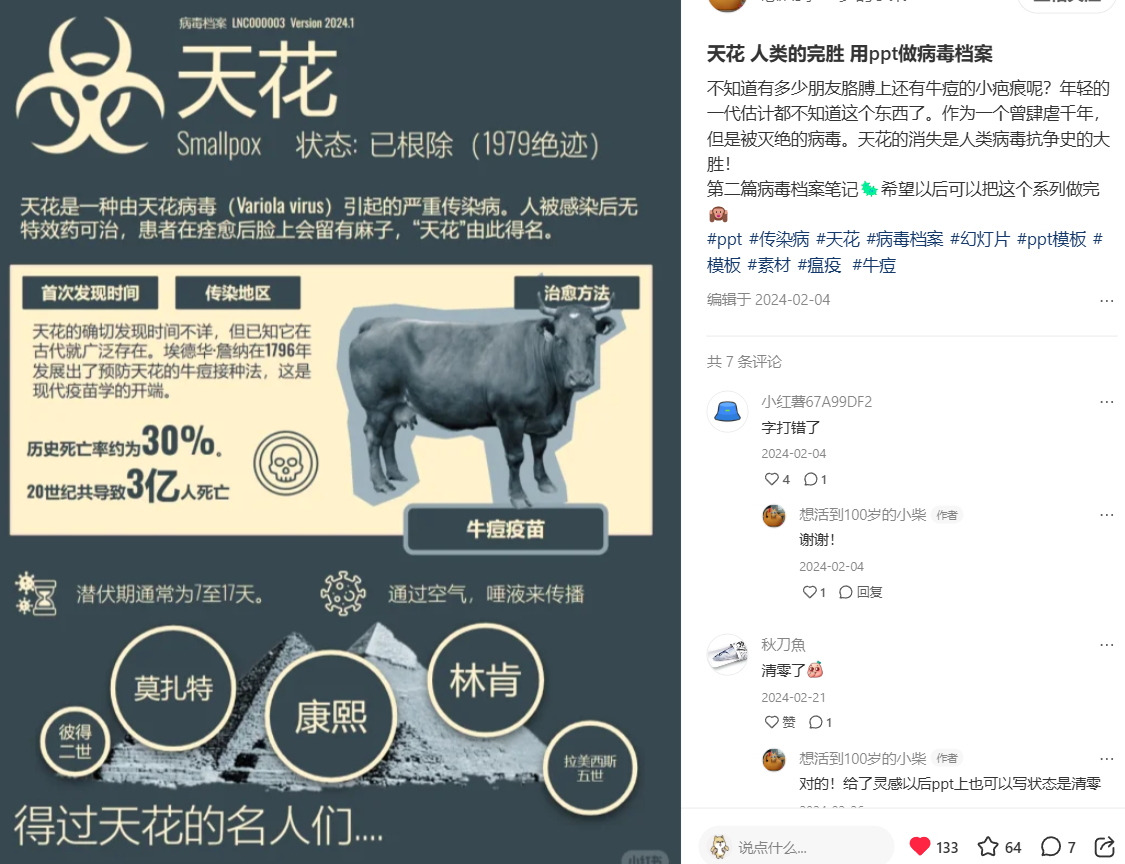 病毒档案 LNC000003 Version 2024.1
天花
Smallpox 状态: 已根除（1979绝迹）
天花是一种由天花病毒（Variola virus）引起的严重传染病。人被感染后无
特效药可治，患者在痊愈后脸上会留有麻子，“天花”由此得名。
首次发现时间 传染地区 治愈方法
天花的确切发现时间不详，但已知它在
古代就广泛存在。埃德华·詹纳在1796年
发展出了预防天花的牛痘接种法，这是
现代疫苗学的开端。
历史死亡率约为30%。
20世纪共导致3亿人死亡
牛痘疫苗
潜伏期通常为7至17天。 通过空气，唾液来传播
莫扎特
康熙
林肯
彼得
二世
拉美西斯
五世
得过天花的名人们....
小红书
天花 人类的完胜 用ppt做病毒档案
不知道有多少朋友胳膊上还有牛痘的小疤痕呢？年轻的
一代估计都不知道这个东西了。作为一个曾肆虐千年，
但是被灭绝的病毒。天花的消失是人类病毒抗争史的大
胜！
第二篇病毒档案笔记🦠希望以后可以把这个系列做完
🙉
#ppt #传染病 #天花 #病毒档案 #幻灯片 #ppt模板 #
模板 #素材 #瘟疫 #牛痘
编辑于 2024-02-04
共 7 条评论
小红薯67A99DF2
字打错了
2024-02-04
4 1
想活到100岁的小柴 作者
谢谢！
2024-02-04
1 回复
秋刀魚
清零了
2024-02-21
赞 1
想活到100岁的小柴 作者
对的！给了灵感以后ppt上也可以写状态是清零
说点什么...
133 64 7